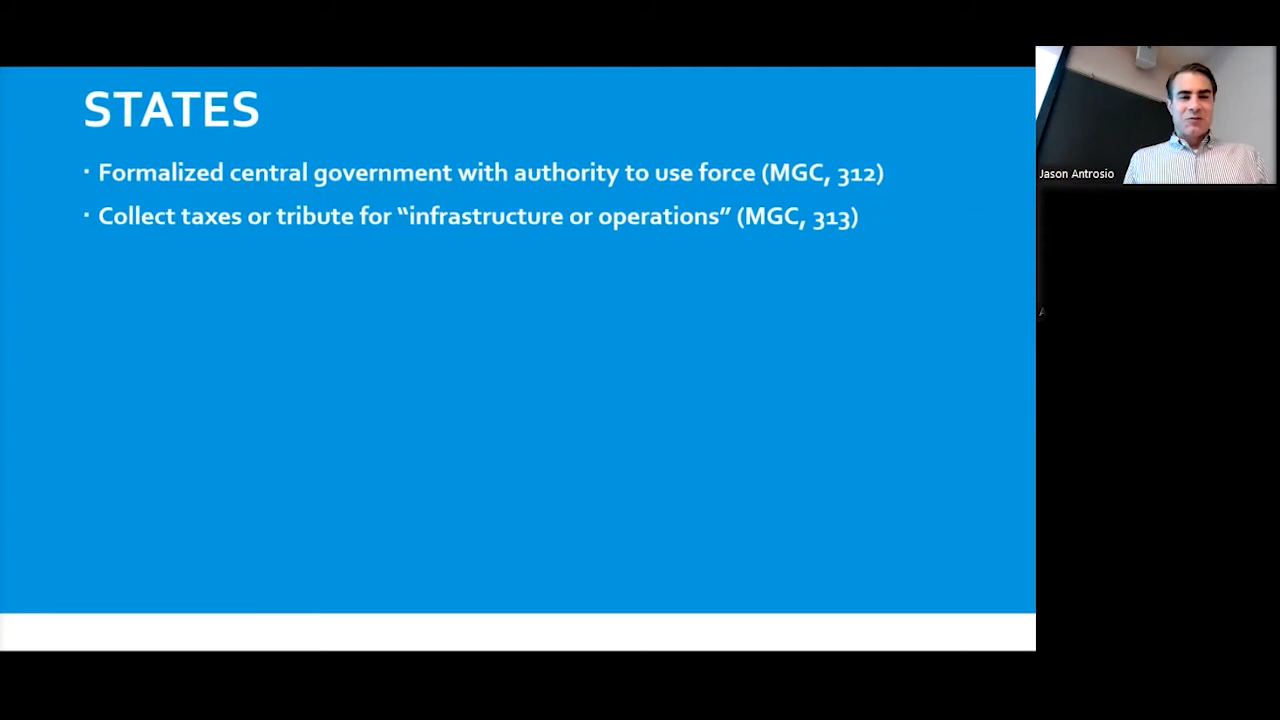 STATES
· Formalized central government with authority to use force (MGC, 312)
· Collect taxes or tribute for “infrastructure or operations” (MGC, 313)
Jason Antrosio
A